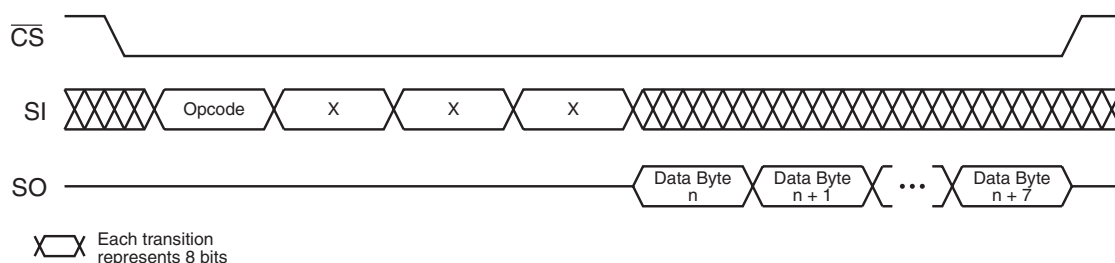 CS
SI
Opcode X X X
SO
Data Byte n
Data Byte n + 1
•••
Data Byte n + 7
Each transition
represents 8 bits